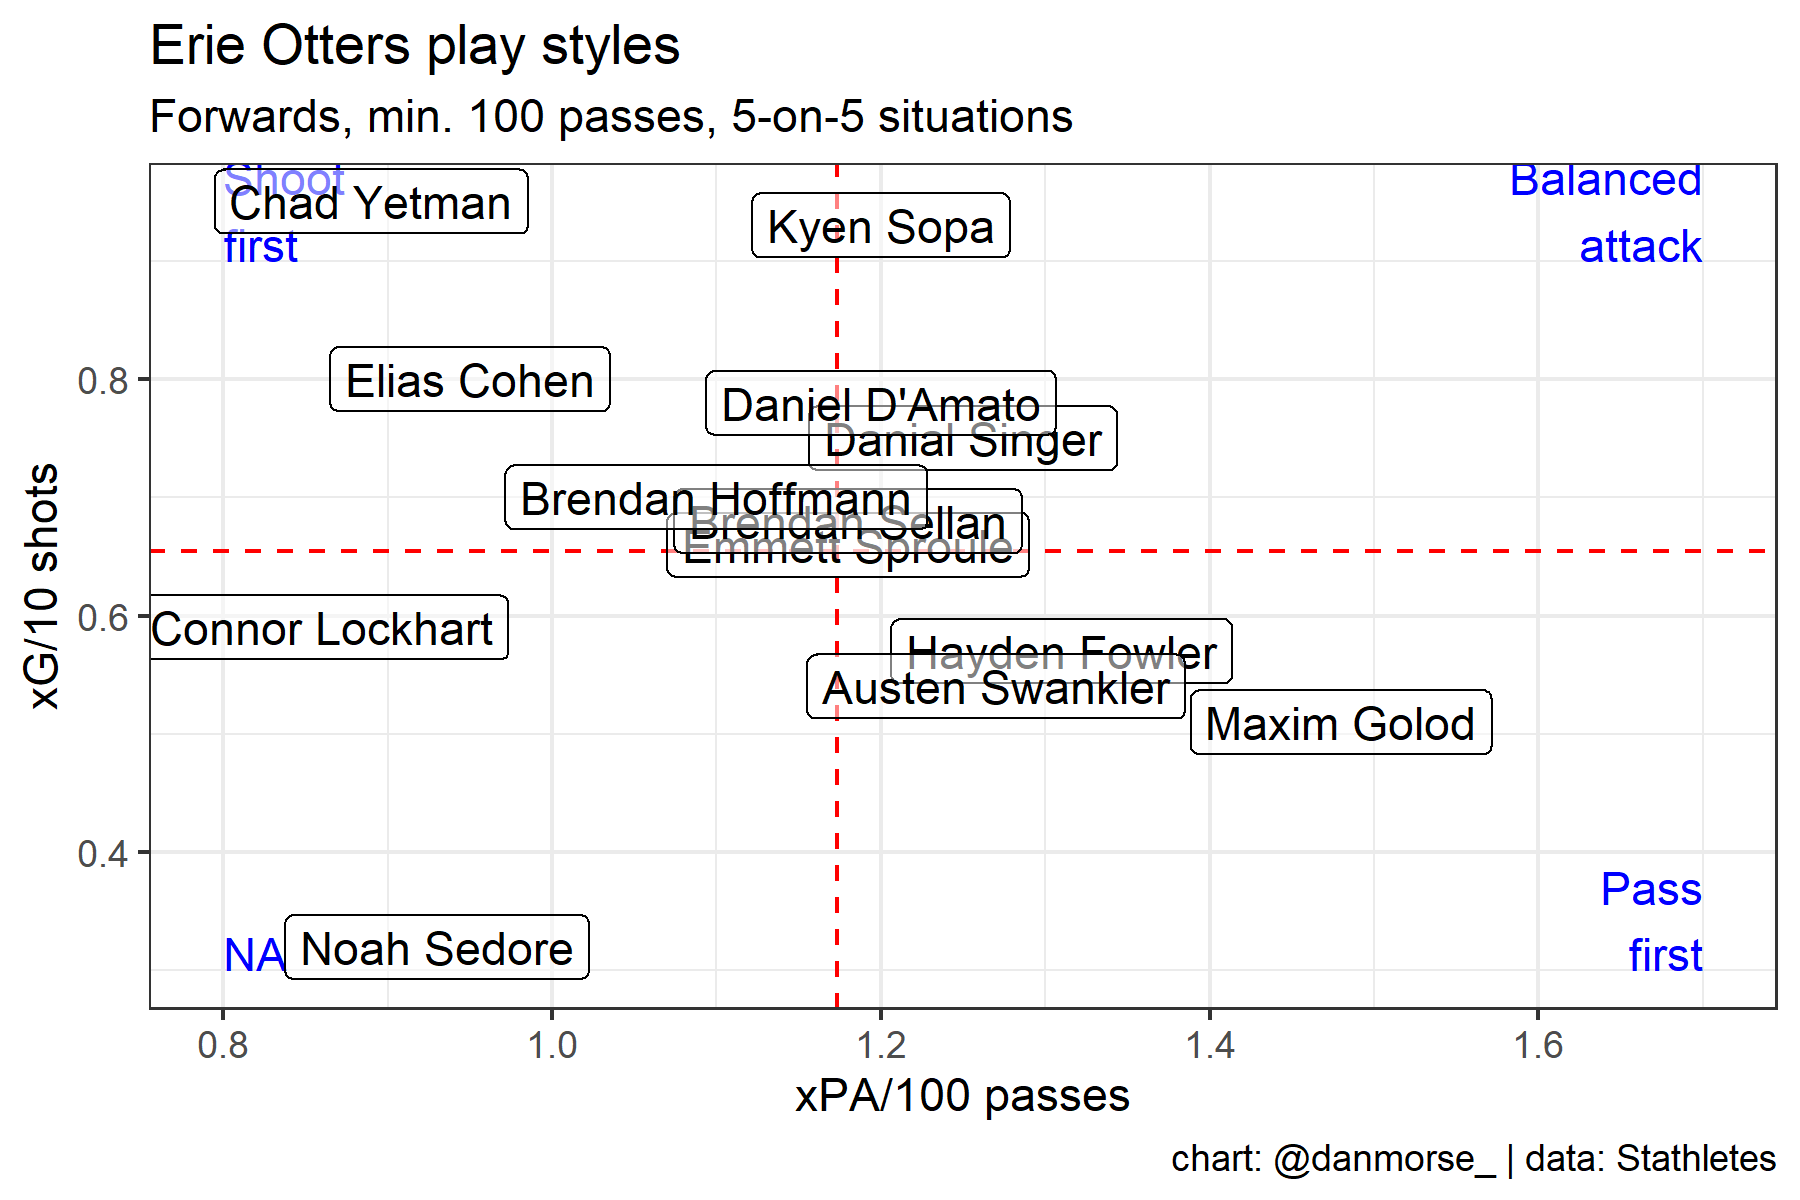 Erie Otters play styles
Forwards, min. 100 passes, 5-on-5 situations
Shoot
first
Chad Yetman
Kyen Sopa
Balanced
attack
Elias Cohen
Daniel D'Amato
Danial Singer
Brendan Hoffmann
Brendan Sellan
Emmett Sproule
Connor Lockhart
Hayden Fowler
Austen Swankler
Maxim Golod
Pass
first
NA
Noah Sedore
0.8
0.6
0.4
xG/10 shots
0.8
1.0
1.2
1.4
1.6
xPA/100 passes
chart: @danmorse_ | data: Stathletes